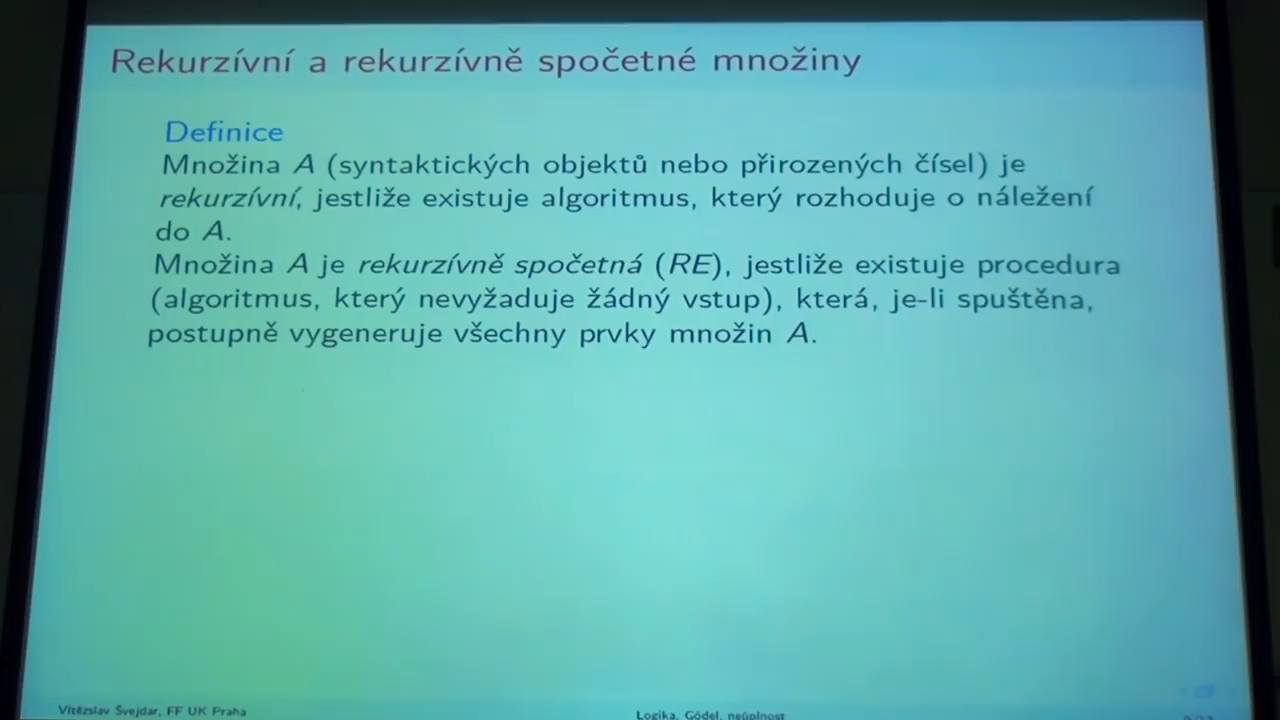 Rekurzívní a rekurzívně spočetné množiny
Definice
Množina A (syntaktických objektů nebo přirozených čísel) je
rekurzívní, jestliže existuje algoritmus, který rozhoduje o náležení
do A.
Množina A je rekurzívně spočetná (RE), jestliže existuje procedura
(algoritmus, který nevyžaduje žádný vstup), která, je-li spuštěna,
postupně vygeneruje všechny prvky množin A.
Vítězslav Švejdar, FF UK Praha
Logika, Gödel, neúplnost